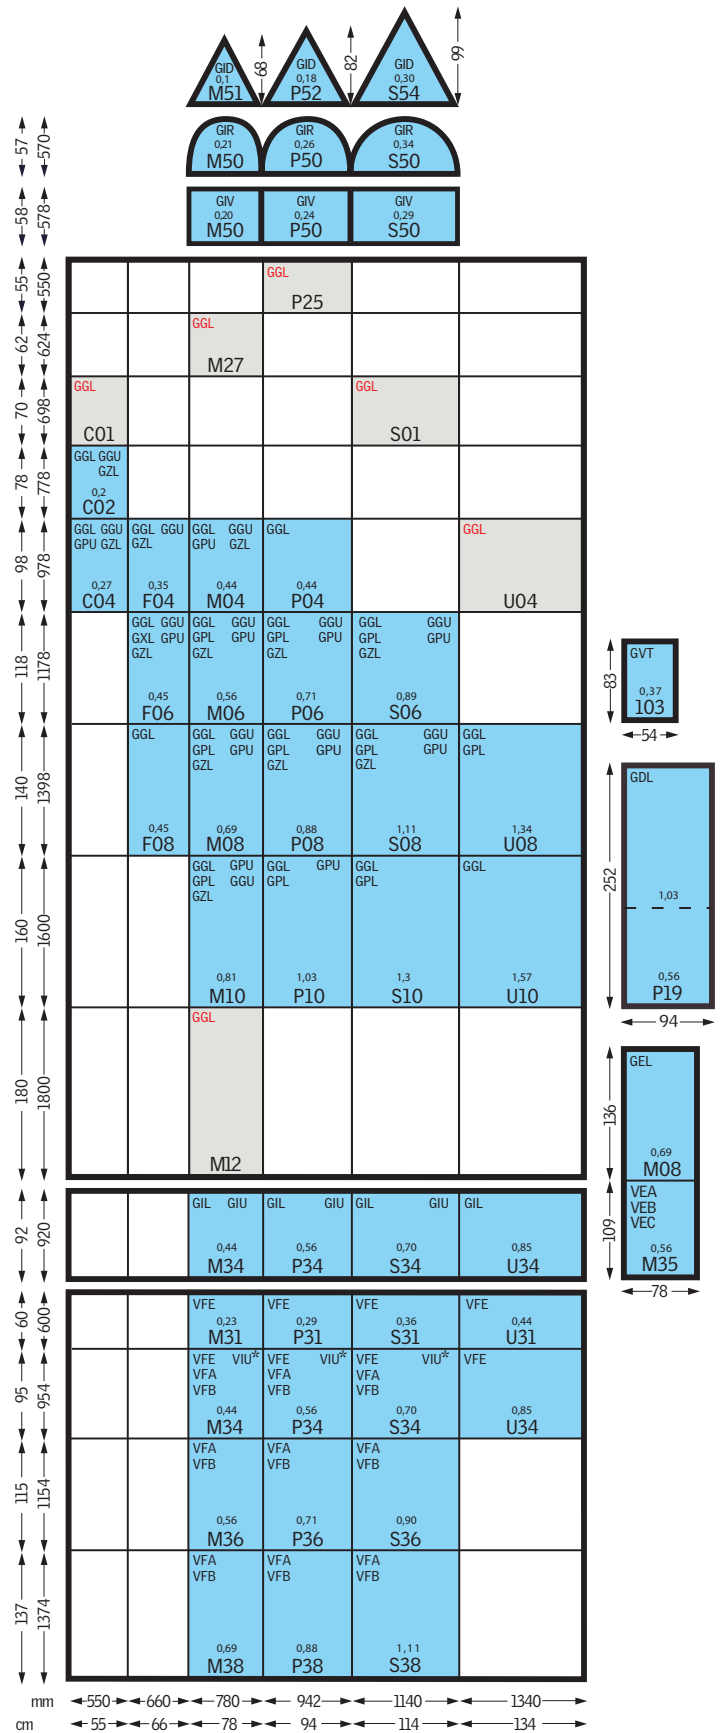 GID GID GID
0,1 0,18 0,30
M51 P52 S54
68 82 99
GIR GIR GIR
0,21 0,26 0,34
M50 P50 S50
57 570
GIV GIV GIV
0,20 0,24 0,29
M50 P50 S50
58 578
55 550
GGL
P25
62 624
GGL
M27
70 698
GGL GGL
C01 S01
78 778
GGL GGU
GZL
0,2
C02
98 978
GGL GGU GGL GGU GGL GGU GGL GGL
GPU GZL GZL GPU GZL
0,27 0,35 0,44 0,44
C04 F04 M04 P04 U04
118 1178
GGL GGU GGL GGU GGL GGU GGL GGU
GXL GPU GPL GPU GPL GPU GPL GPU
GZL GZL GZL GZL
0,45 0,56 0,71 0,89
F06 M06 P06 S06
140 1398
GGL GGL GGU GGL GGU GGL GGU GGL
GPL GPU GPL GPU GPL GPU GPL
GZL GZL GZL
0,45 0,69 0,88 1,11 1,34
F08 M08 P08 S08 U08
160 1600
GGL GPU GGL GPU GGL GGL
GPL GGU GPL GPL
GZL
0,81 1,03 1,3 1,57
M10 P10 S10 U10
180 1800
GGL
M12
83
GVT
0,37
103
54
252
GDL
1,03
0,56
P19
94
136
GEL
0,69
M08
109
VEA
VEB
VEC
0,56
M35
78
92 920
GIL GIU GIL GIU GIL GIU GIL
0,44 0,56 0,70 0,85
M34 P34 S34 U34
60 600
VFE VFE VFE VFE
0,23 0,29 0,36 0,44
M31 P31 S31 U31
95 954
VFE VIU* VFE VIU* VFE VIU* VFE
VFA VFA VFA
VFB VFB VFB
0,44 0,56 0,70 0,85
M34 P34 S34 U34
115 1154
VFA VFA VFA
VFB VFB VFB
0,56 0,71 0,90
M36 P36 S36
137 1374
VFA VFA VFA
VFB VFB VFB
0,69 0,88 1,11
M38 P38 S38
mm 550 660 780 942 1140 1340
cm 55 66 78 94 114 134